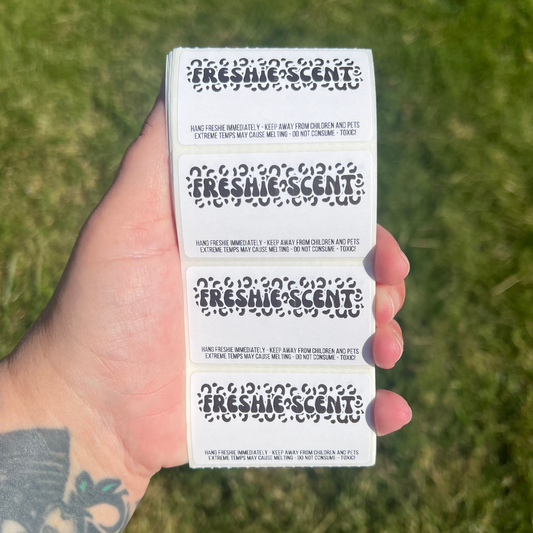 FRESHIE SCENT:
HANG FRESHIE IMMEDIATELY - KEEP AWAY FROM CHILDREN AND PETS
EXTREME TEMPS MAY CAUSE MELTING - DO NOT CONSUME - TOXIC!
FRESHIE SCENT:
HANG FRESHIE IMMEDIATELY - KEEP AWAY FROM CHILDREN AND PETS
EXTREME TEMPS MAY CAUSE MELTING - DO NOT CONSUME - TOXIC!
FRESHIE SCENT:
HANG FRESHIE IMMEDIATELY - KEEP AWAY FROM CHILDREN AND PETS
EXTREME TEMPS MAY CAUSE MELTING - DO NOT CONSUME - TOXIC!
FRESHIE SCENT:
HANG FRESHIE IMMEDIATELY - KEEP AWAY FROM CHILDREN AND PETS
EXTREME TEMPS MAY CAUSE MELTING - DO NOT CONSUME - TOXIC!